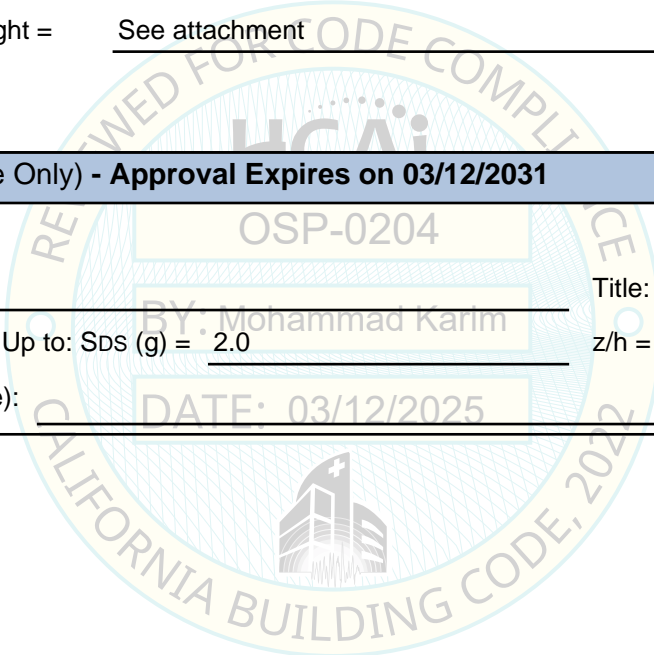 ght = See attachment
REVIEWED FOR CODE COMPLIANCE
HCAi
e Only) - Approval Expires on 03/12/2031
OSP-0204
Title:
BY: Mohammad Karim
Up to: SDS (g) = 2.0 z/h =
e):
DATE: 03/12/2025
CALIFORNIA BUILDING CODE, 2022